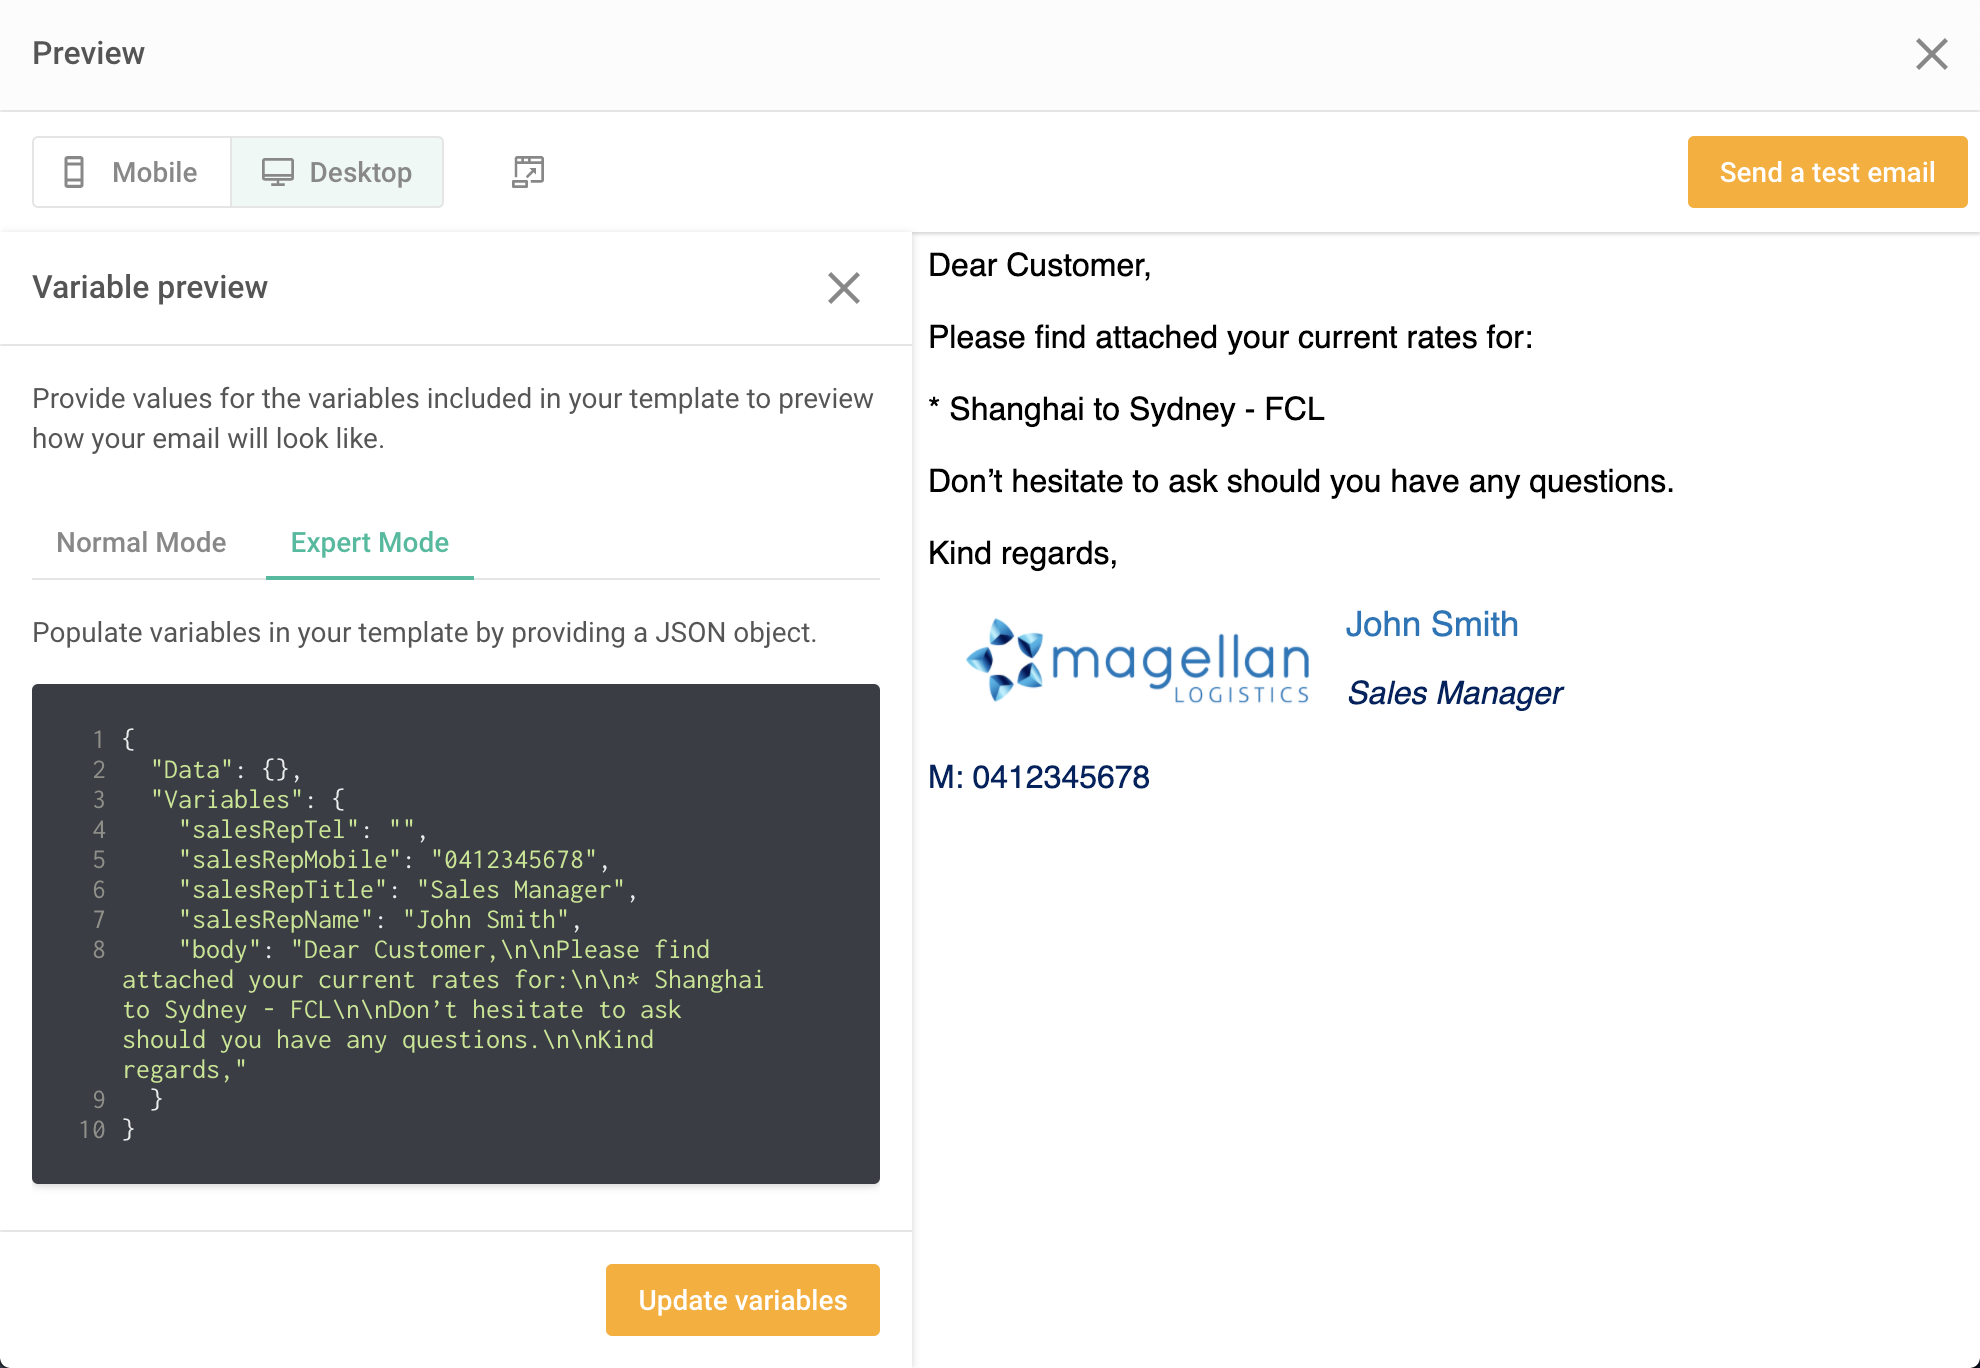 Preview
Mobile
Desktop
Send a test email
Variable preview
Provide values for the variables included in your template to preview
how your email will look like.
Normal Mode
Expert Mode
Populate variables in your template by providing a JSON object.
1 {
2   "Data": {},
3   "Variables": {
4     "salesRepTel": "",
5     "salesRepMobile": "0412345678",
6     "salesRepTitle": "Sales Manager",
7     "salesRepName": "John Smith",
8     "body": "Dear Customer,\n\nPlease find
attached your current rates for:\n\n* Shanghai
to Sydney - FCL\n\nDon’t hesitate to ask
should you have any questions.\n\nKind
regards,"
9   }
10 }
Update variables
Dear Customer,
Please find attached your current rates for:
* Shanghai to Sydney - FCL
Don’t hesitate to ask should you have any questions.
Kind regards,
magellan
LOGISTICS
John Smith
Sales Manager
M: 0412345678